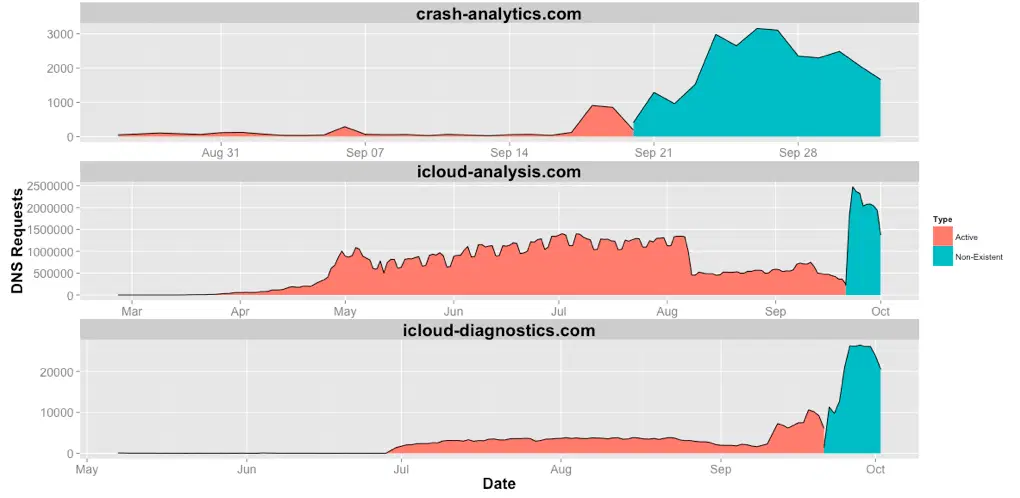 crash-analytics.com
3000
2000
1000
0
Aug 31 Sep 07 Sep 14 Sep 21 Sep 28
icloud-analysis.com
DNS Requests
2500000
2000000
1500000
1000000
500000
0
Mar Apr May Jun Jul Aug Sep Oct
icloud-diagnostics.com
20000
10000
0
May Jun Jul Aug Sep Oct
Date
Type
Active
Non-Existent